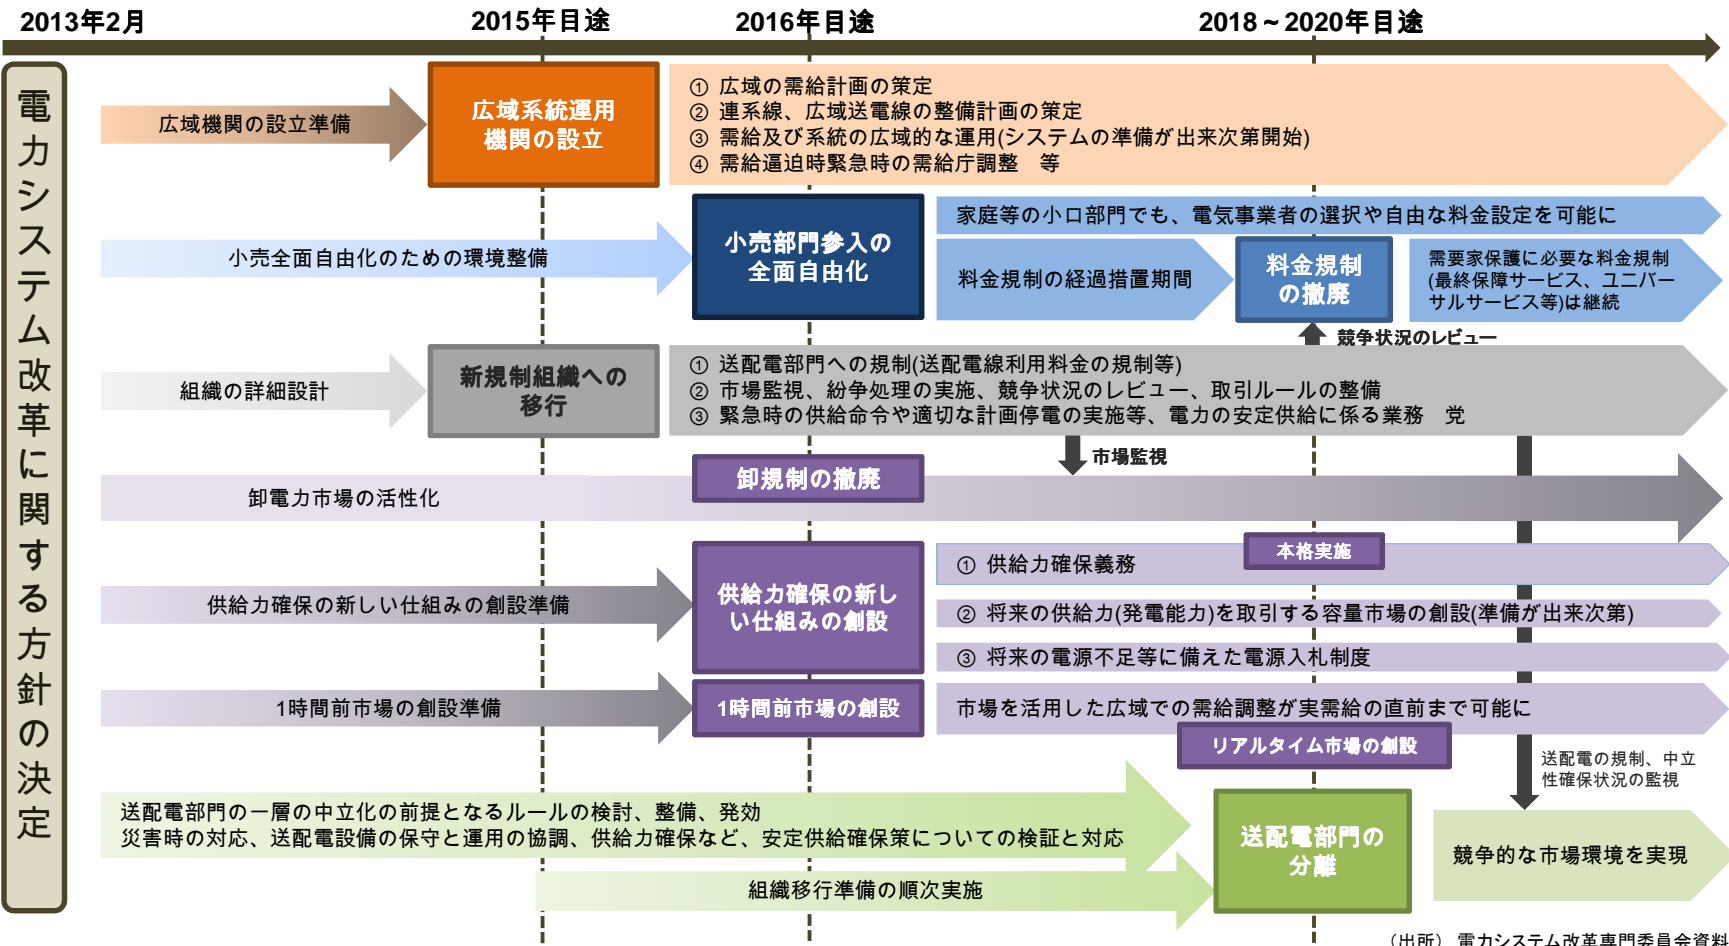 2013年2月
2015年目途
2016年目途
2018～2020年目途
電力システム改革に関する方針の決定
広域機関の設立準備
広域系統運用
機関の設立
① 広域の需給計画の策定
② 連系線、広域送電線の整備計画の策定
③ 需給及び系統の広域的な運用(システムの準備が出来次第開始)
④ 需給逼迫時緊急時の需給庁調整　等
小売全面自由化のための環境整備
小売部門参入の
全面自由化
家庭等の小口部門でも、電気事業者の選択や自由な料金設定を可能に
料金規制の経過措置期間
料金規制
の撤廃
需要家保護に必要な料金規制
(最終保障サービス、ユニバー
サルサービス等)は継続
競争状況のレビュー
組織の詳細設計
新規制組織への
移行
① 送配電部門への規制(送配電線利用料金の規制等)
② 市場監視、紛争処理の実施、競争状況のレビュー、取引ルールの整備
③ 緊急時の供給命令や適切な計画停電の実施等、電力の安定供給に係る業務　党
市場監視
卸電力市場の活性化
卸規制の撤廃
供給力確保の新しい仕組みの創設準備
供給力確保の新し
い仕組みの創設
本格実施
① 供給力確保義務
② 将来の供給力(発電能力)を取引する容量市場の創設(準備が出来次第)
③ 将来の電源不足等に備えた電源入札制度
1時間前市場の創設準備
1時間前市場の創設
市場を活用した広域での需給調整が実需給の直前まで可能に
リアルタイム市場の創設
送配電の規制、中立
性確保状況の監視
送配電部門の一層の中立化の前提となるルールの検討、整備、発効
災害時の対応、送配電設備の保守と運用の協調、供給力確保など、安定供給確保策についての検証と対応
組織移行準備の順次実施
送配電部門の
分離
競争的な市場環境を実現
（出所）電力システム改革専門委員会資料